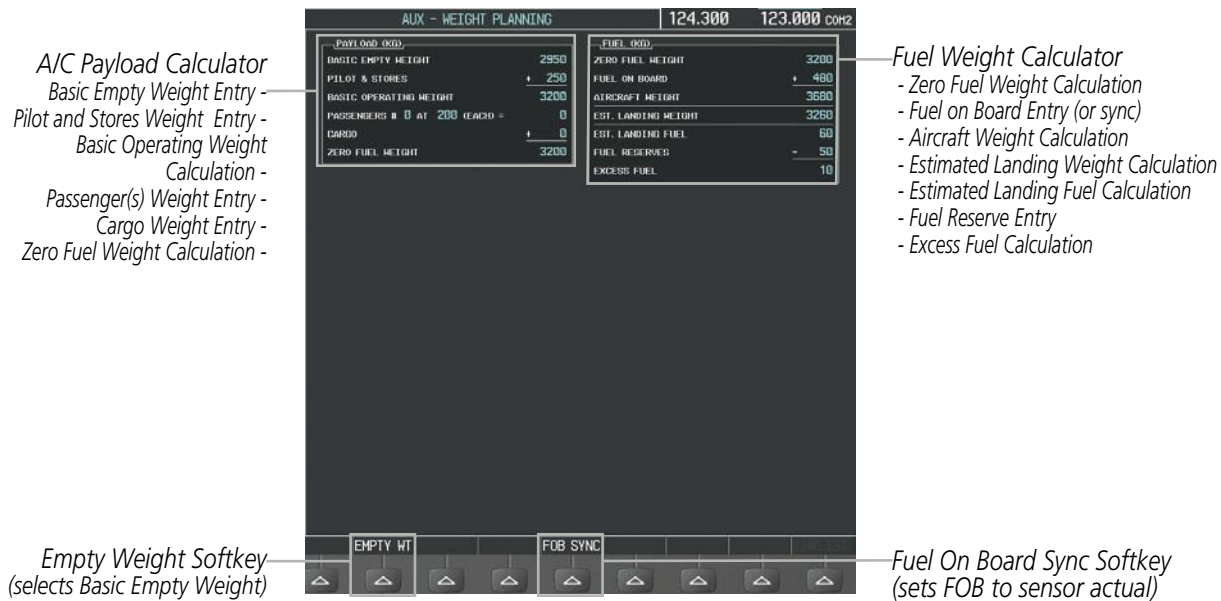 AUX - WEIGHT PLANNING
124.300 123.000 COM2
A/C Payload Calculator
Basic Empty Weight Entry -
Pilot and Stores Weight Entry -
Basic Operating Weight
Calculation -
Passenger(s) Weight Entry -
Cargo Weight Entry -
Zero Fuel Weight Calculation -
PAYLOAD (KG)
BASIC EMPTY WEIGHT 2950
PILOT & STORES + 250
BASIC OPERATING WEIGHT 3200
PASSENGERS # 0 AT 200 (EACH) = 0
CARGO + 0
ZERO FUEL WEIGHT 3200
FUEL (KG)
ZERO FUEL WEIGHT 3200
FUEL ON BOARD + 480
AIRCRAFT WEIGHT 3680
EST. LANDING WEIGHT 3260
EST. LANDING FUEL 60
FUEL RESERVES - 50
EXCESS FUEL 10
Fuel Weight Calculator
- Zero Fuel Weight Calculation
- Fuel on Board Entry (or sync)
- Aircraft Weight Calculation
- Estimated Landing Weight Calculation
- Estimated Landing Fuel Calculation
- Fuel Reserve Entry
- Excess Fuel Calculation
EMPTY WT FOB SYNC
Empty Weight Softkey
(selects Basic Empty Weight)
Fuel On Board Sync Softkey
(sets FOB to sensor actual)